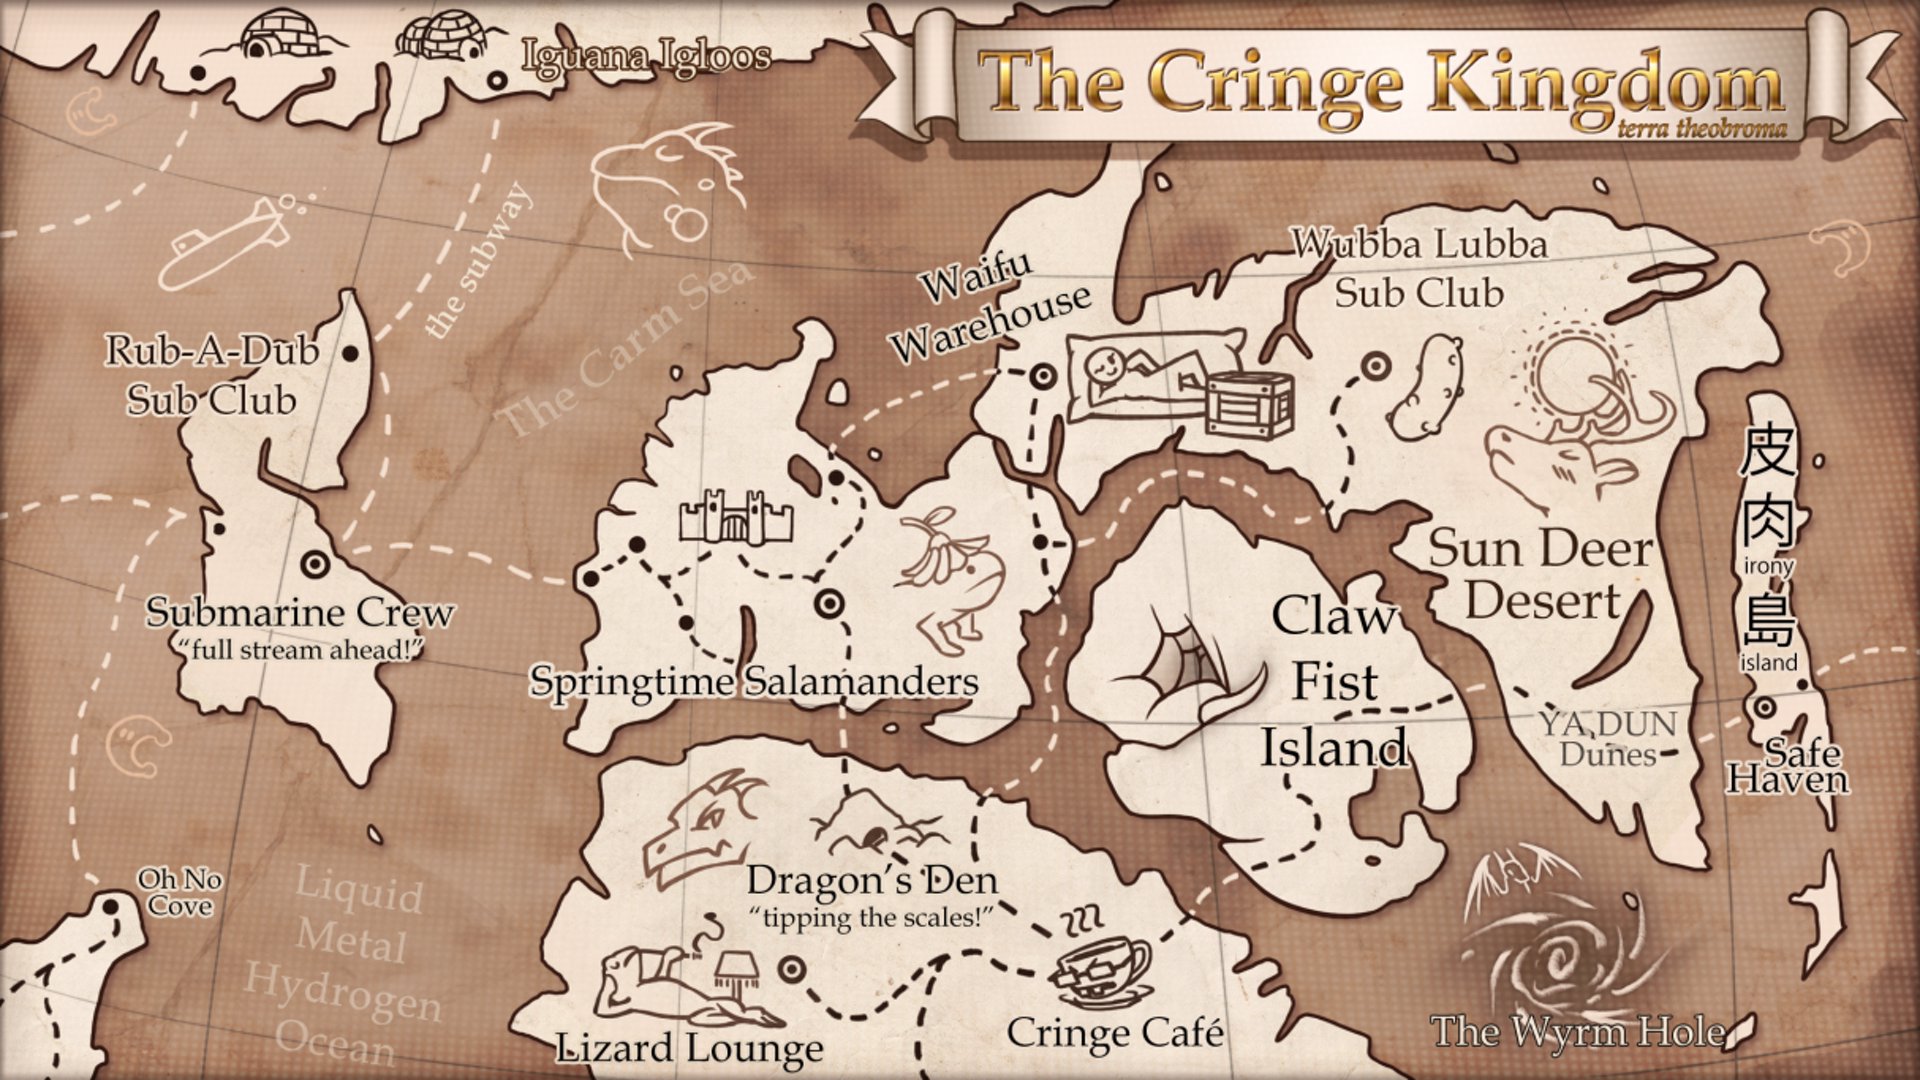 Iguana Igloos
The Cringe Kingdom
terra theobroma
the subway
The Carm Sea
Waifu
Warehouse
Wubba Lubba
Sub Club
Rub-A-Dub
Sub Club
皮
肉
irony
島
island
Submarine Crew
“full stream ahead!”
Springtime Salamanders
Sun Deer
Desert
Claw
Fist
Island
YA DUN
Dunes
Safe
Haven
Oh No
Cove
Liquid
Metal
Hydrogen
Ocean
Dragon's Den
“tipping the scales!”
Lizard Lounge
Cringe Café
The Wyrm Hole